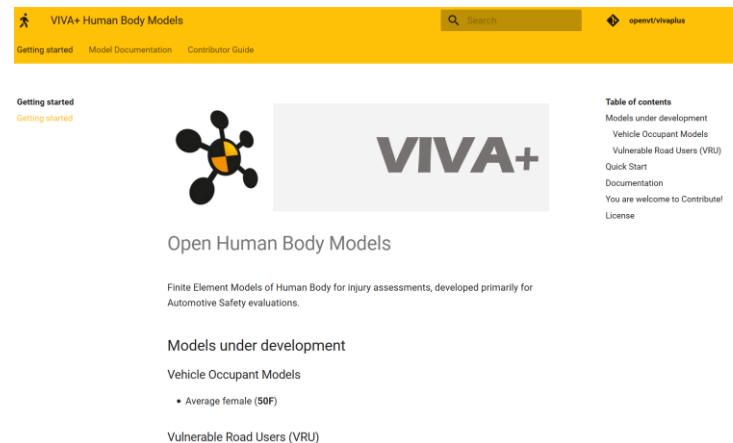 VIVA+ Human Body Models
Search
openvt/vivaplus
Getting started Model Documentation Contributor Guide
Getting started
Getting started
VIVA+
Open Human Body Models
Finite Element Models of Human Body for injury assessments, developed primarily for
Automotive Safety evaluations.
Models under development
Vehicle Occupant Models
• Average female (50F)
Vulnerable Road Users (VRU)
Table of contents
Models under development
Vehicle Occupant Models
Vulnerable Road Users (VRU)
Quick Start
Documentation
You are welcome to Contribute!
License